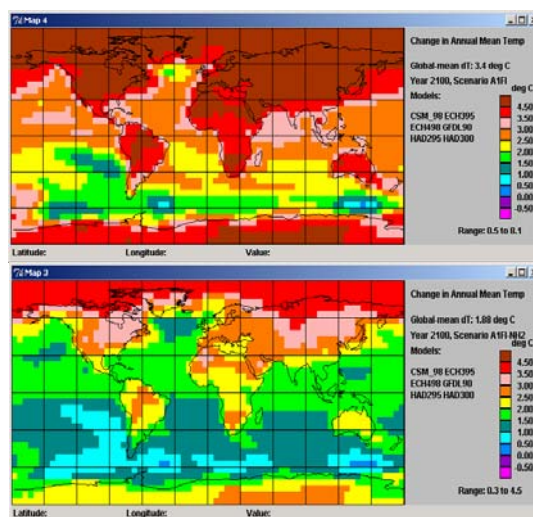 Map 4
Change in Annual Mean Temp
Global-mean dT: 3.4 deg C
Year 2100, Scenario A1FI
deg C
Models:
CSM_98 ECH395
ECH498 GFDL90
HAD295 HAD300
4.50
3.50
3.00
2.50
2.00
1.50
1.00
0.50
0.00
-0.50
Range: 0.5 to 8.1
Latitude: Longitude: Value:
Map 3
Change in Annual Mean Temp
Global-mean dT: 1.88 deg C
Year 2100, Scenario A1FI-NH2
deg C
Models:
CSM_98 ECH395
ECH498 GFDL90
HAD295 HAD300
4.50
3.50
3.00
2.50
2.00
1.50
1.00
0.50
0.00
-0.50
Range: 0.3 to 4.5
Latitude: Longitude: Value: